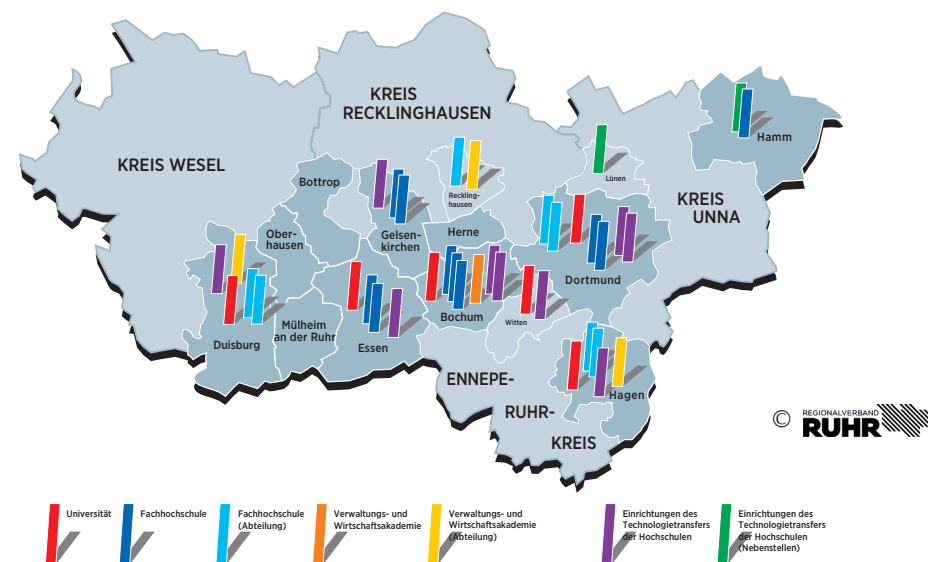 KREIS
RECKLINGHAUSEN
KREIS WESEL
Hamm
Lünen
Bottrop
Reckling-
hausen
KREIS
UNNA
Ober-
hausen
Gelsen-
kirchen
Herne
Dortmund
Bochum
Witten
Mülheim
an der Ruhr
Duisburg
Essen
ENNEPE-
RUHR-
KREIS
Hagen
© REGIONALVERBAND
RUHR
Universität
Fachhochschule
Fachhochschule
(Abteilung)
Verwaltungs- und
Wirtschaftsakademie
Verwaltungs- und
Wirtschaftsakademie
(Abteilung)
Einrichtungen des
Technologietransfers
der Hochschulen
Einrichtungen des
Technologietransfers
der Hochschulen
(Nebenstellen)